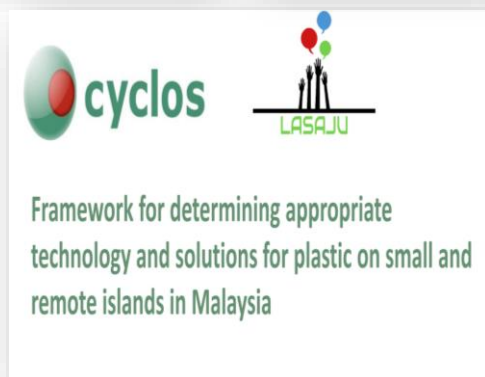 cyclos
LASAJU
Framework for determining appropriate
technology and solutions for plastic on small and
remote islands in Malaysia